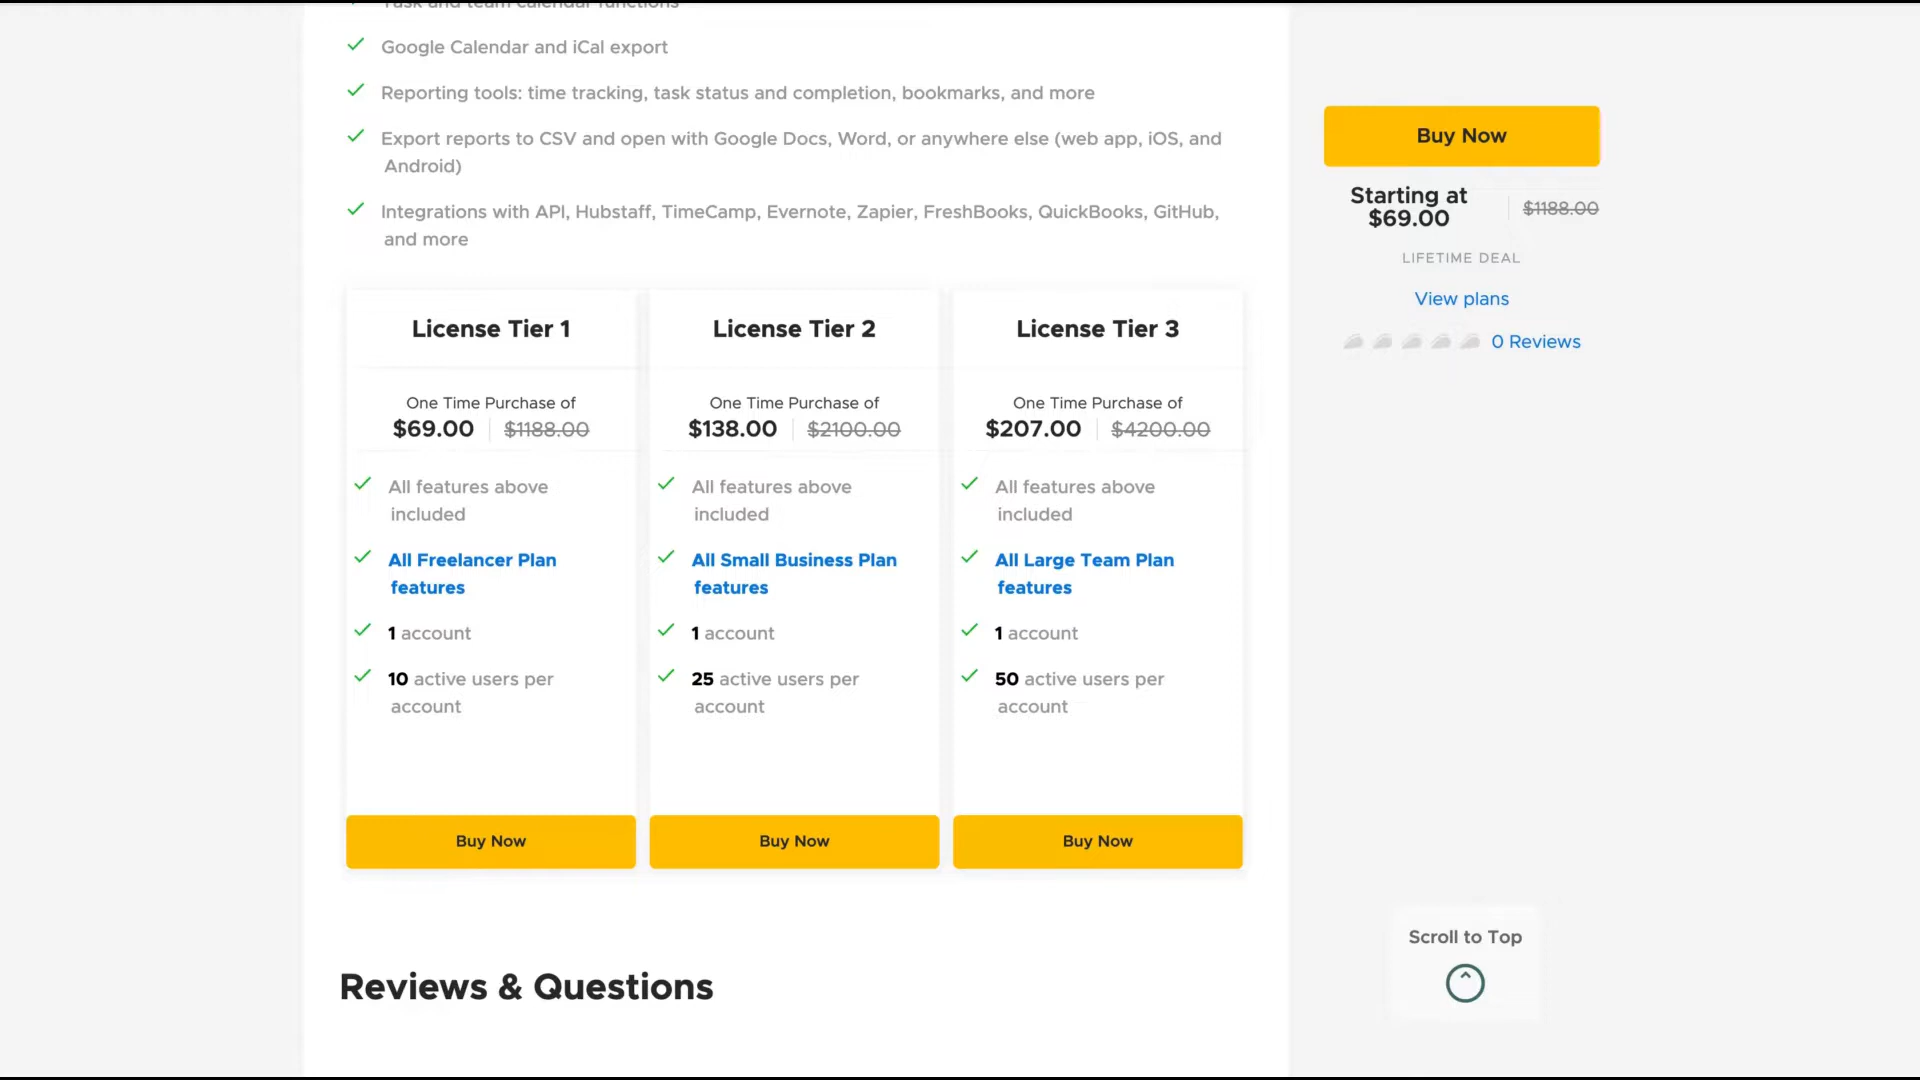 Task and team calendar functions
Google Calendar and iCal export
Reporting tools: time tracking, task status and completion, bookmarks, and more
Export reports to CSV and open with Google Docs, Word, or anywhere else (web app, iOS, and
Android)
Integrations with API, Hubstaff, TimeCamp, Evernote, Zapier, FreshBooks, QuickBooks, GitHub,
and more
License Tier 1
One Time Purchase of
$69.00 $1188.00
All features above
included
All Freelancer Plan
features
1 account
10 active users per
account
Buy Now
License Tier 2
One Time Purchase of
$138.00 $2100.00
All features above
included
All Small Business Plan
features
1 account
25 active users per
account
Buy Now
License Tier 3
One Time Purchase of
$207.00 $4200.00
All features above
included
All Large Team Plan
features
1 account
50 active users per
account
Buy Now
Reviews & Questions
Buy Now
Starting at
$69.00
$1188.00
LIFETIME DEAL
View plans
0 Reviews
Scroll to Top